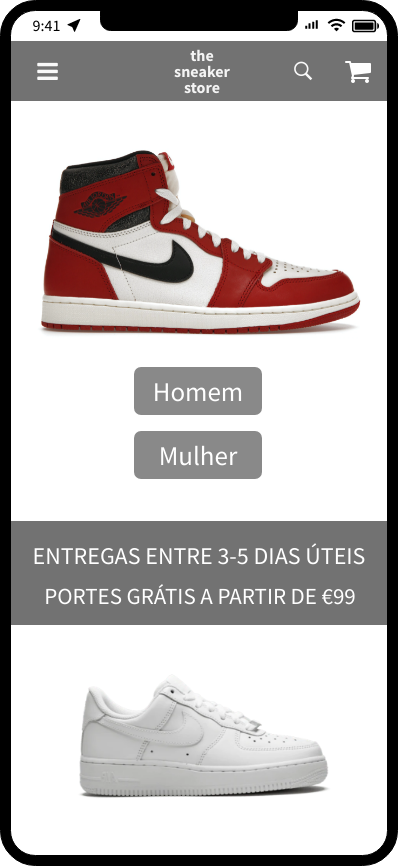 9:41
the
sneaker
store
Homem
Mulher
ENTREGAS ENTRE 3-5 DIAS ÚTEIS
PORTES GRÁTIS A PARTIR DE €99